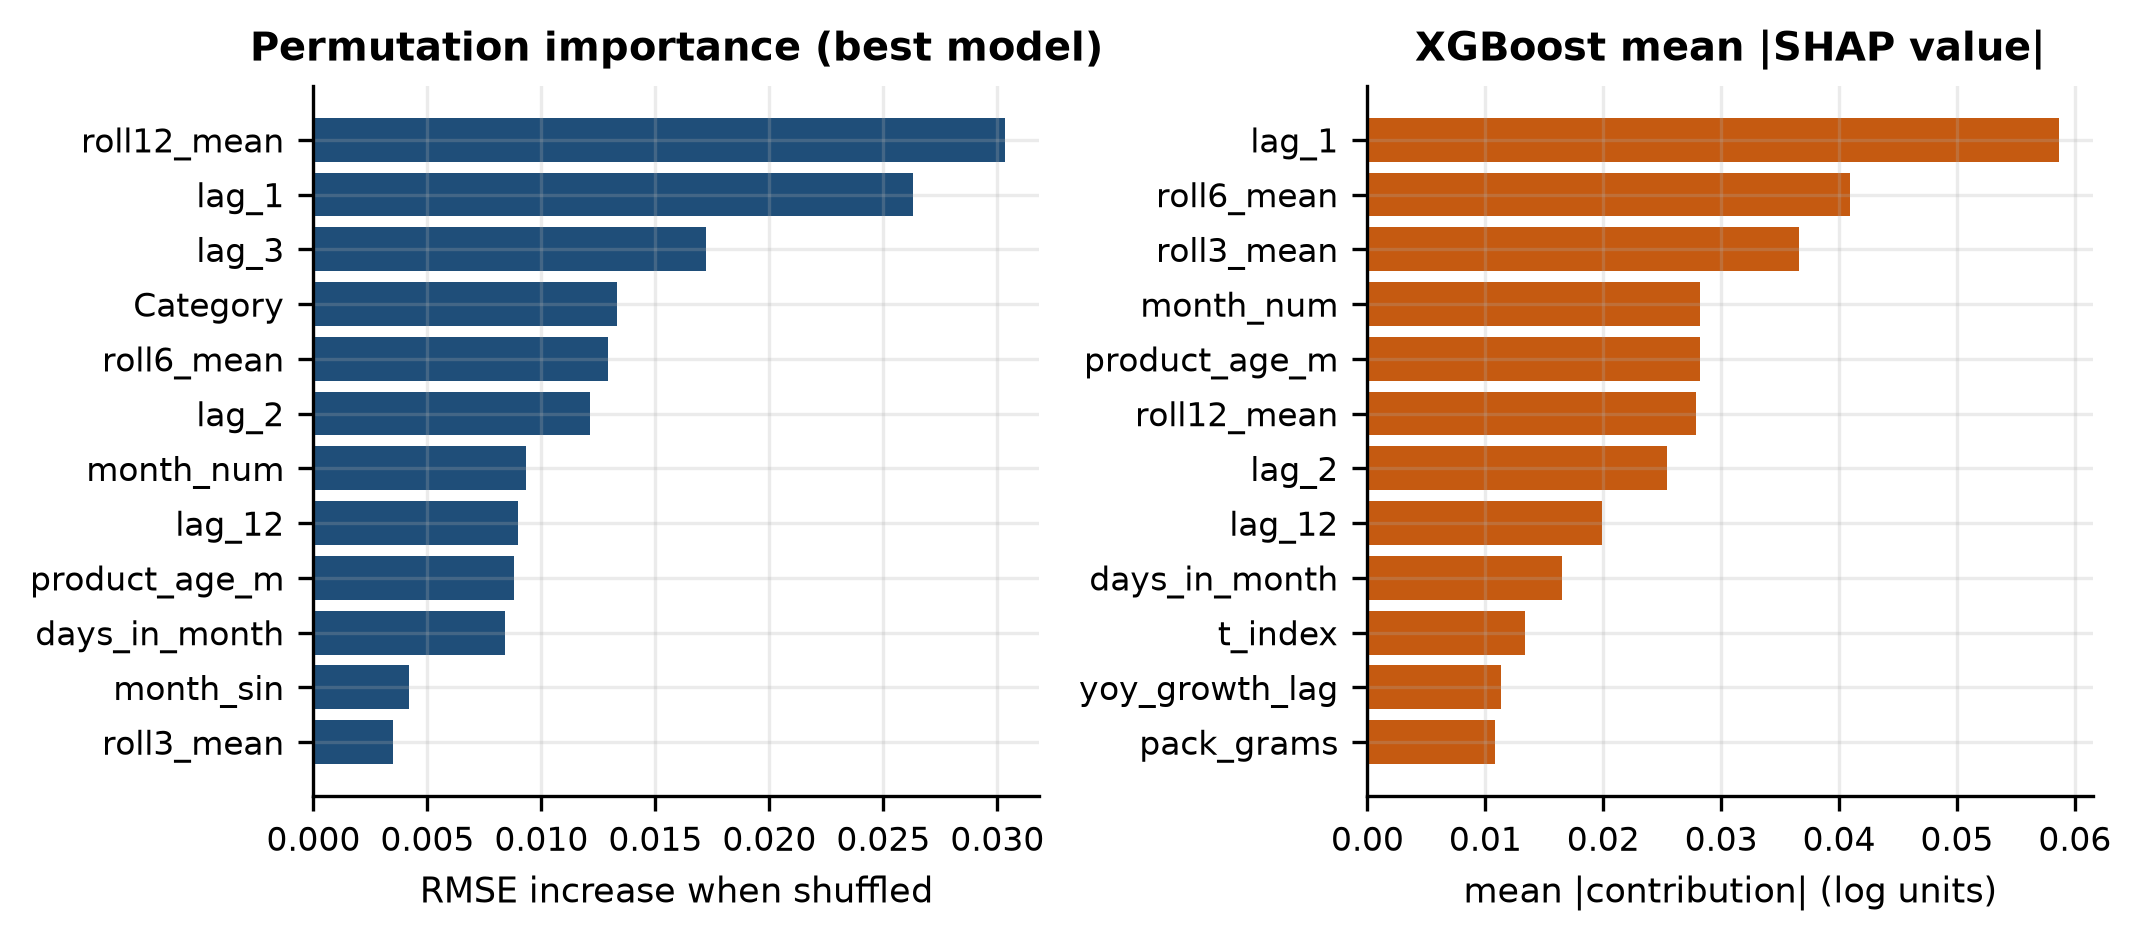 Permutation importance (best model)
roll12_mean
lag_1
lag_3
Category
roll6_mean
lag_2
month_num
lag_12
product_age_m
days_in_month
month_sin
roll3_mean
0.000 0.005 0.010 0.015 0.020 0.025 0.030
RMSE increase when shuffled
XGBoost mean |SHAP value|
lag_1
roll6_mean
roll3_mean
month_num
product_age_m
roll12_mean
lag_2
lag_12
days_in_month
t_index
yoy_growth_lag
pack_grams
0.00 0.01 0.02 0.03 0.04 0.05 0.06
mean |contribution| (log units)